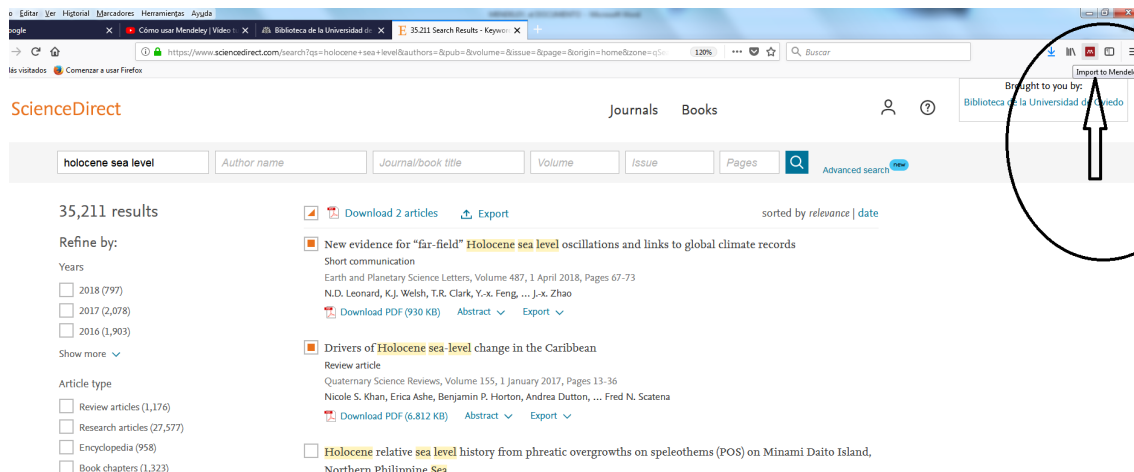 o Editar Ver Historial Marcadores Herramientas Ayuda
oogle Cómo usar Mendeley | Video t Biblioteca de la Universidad de 35.211 Search Results - Keywor
https://www.sciencedirect.com/search?qs=holocene+sea+level&authors=&pub=&volume=&issue=&page=&origin=home&zone=qSe 120% Buscar
ás visitados Comenzar a usar Firefox
Import to Mendele
Brought to you by:
Biblioteca de la Universidad de Oviedo
ScienceDirect Journals Books
holocene sea level Author name Journal/book title Volume Issue Pages Advanced search new
35,211 results
Download 2 articles Export sorted by relevance | date
Refine by:
Years
2018 (797)
2017 (2,078)
2016 (1,903)
Show more
Article type
Review articles (1,176)
Research articles (27,577)
Encyclopedia (958)
Book chapters (1,323)
New evidence for “far-field” Holocene sea level oscillations and links to global climate records
Short communication
Earth and Planetary Science Letters, Volume 487, 1 April 2018, Pages 67-73
N.D. Leonard, K.J. Welsh, T.R. Clark, Y.-x. Feng, ... J.-x. Zhao
Download PDF (930 KB) Abstract Export
Drivers of Holocene sea-level change in the Caribbean
Review article
Quaternary Science Reviews, Volume 155, 1 January 2017, Pages 13-36
Nicole S. Khan, Erica Ashe, Benjamin P. Horton, Andrea Dutton, ... Fred N. Scatena
Download PDF (6.812 KB) Abstract Export
Holocene relative sea level history from phreatic overgrowths on speleothems (POS) on Minami Daito Island,
Northern Philippine Sea